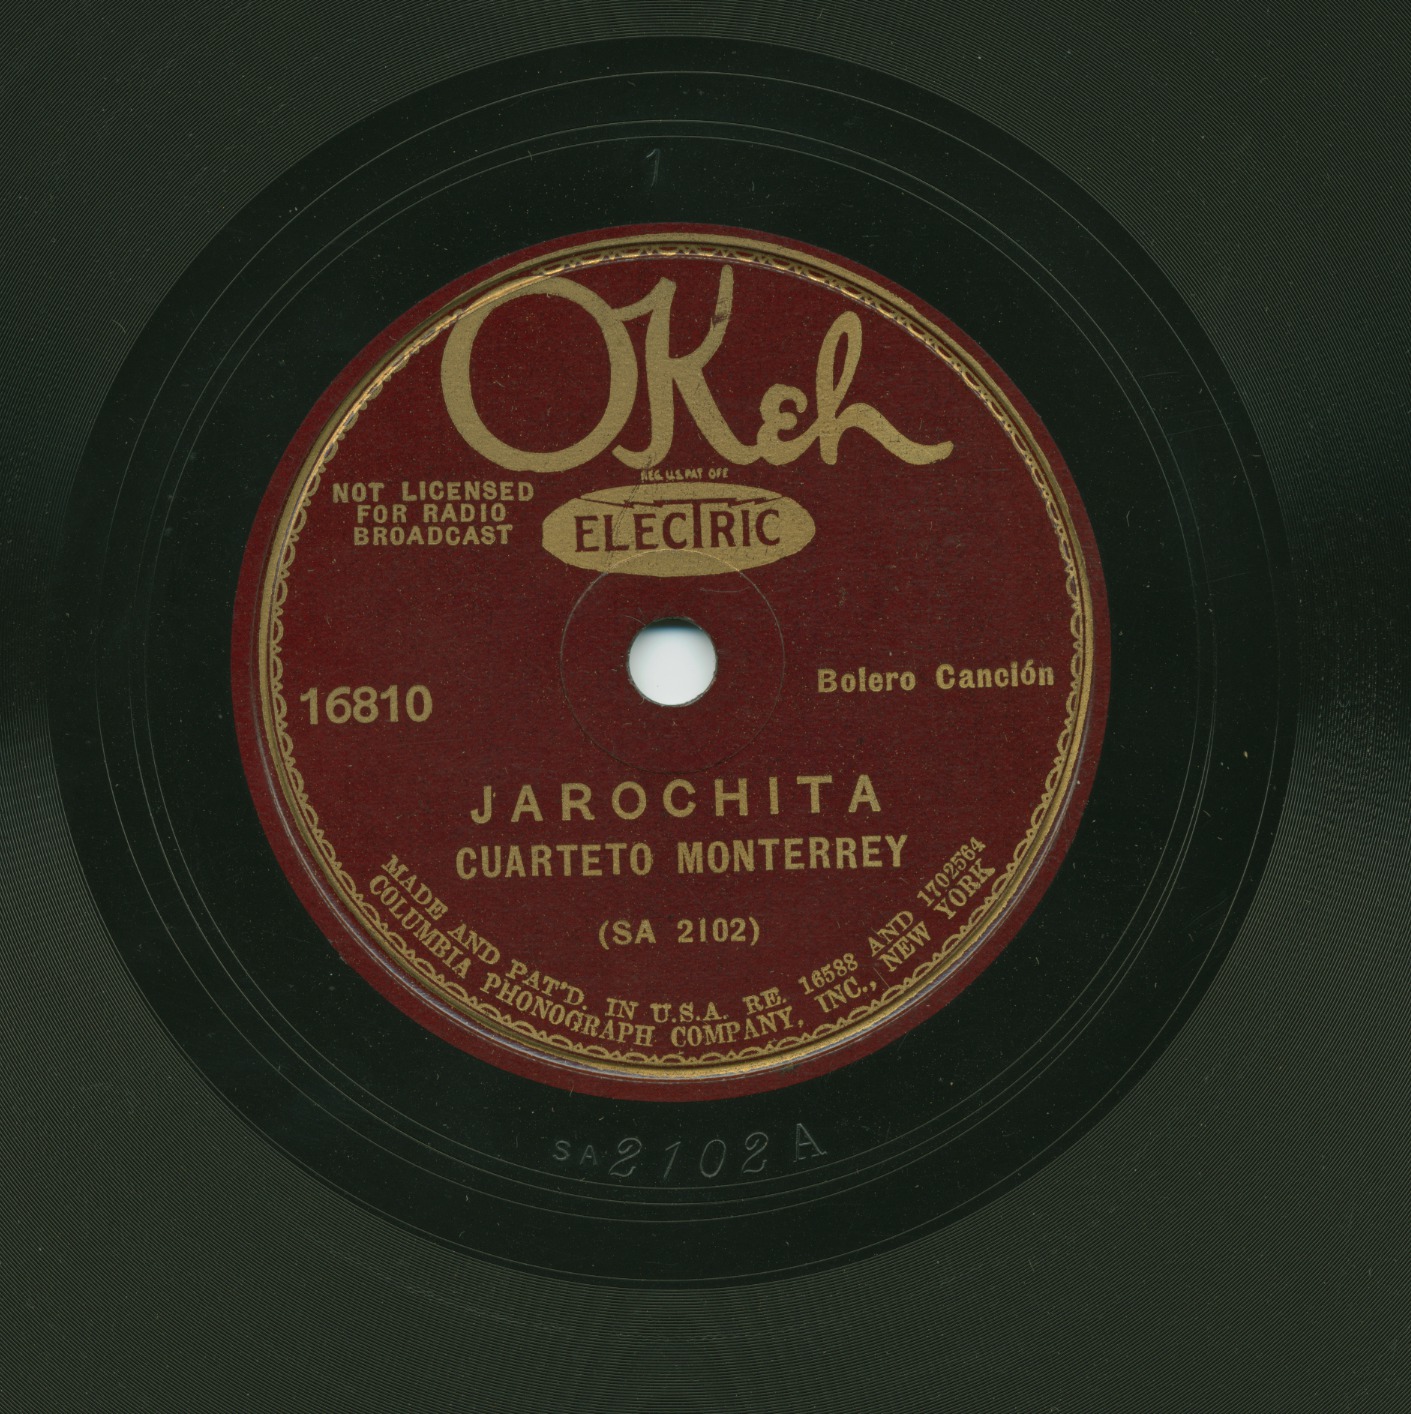 1
OKeh
REG. U.S. PAT. OFF.
NOT LICENSED
FOR RADIO
BROADCAST
ELECTRIC
16810
Bolero Canción
JAROCHITA
CUARTETO MONTERREY
(SA 2102)
MADE AND PAT'D. IN U.S.A. RE. 16588 AND 1702564
COLUMBIA PHONOGRAPH COMPANY, INC., NEW YORK
SA 2102 A